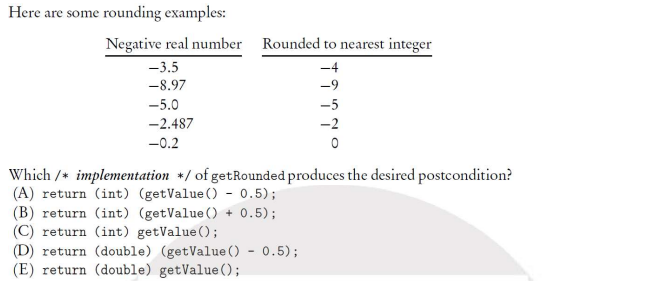 Here are some rounding examples:
Negative real number Rounded to nearest integer
−3.5 −4
−8.97 −9
−5.0 −5
−2.487 −2
−0.2 0
Which /* implementation */ of getRounded produces the desired postcondition?
(A) return (int) (getValue() - 0.5);
(B) return (int) (getValue() + 0.5);
(C) return (int) getValue();
(D) return (double) (getValue() - 0.5);
(E) return (double) getValue();